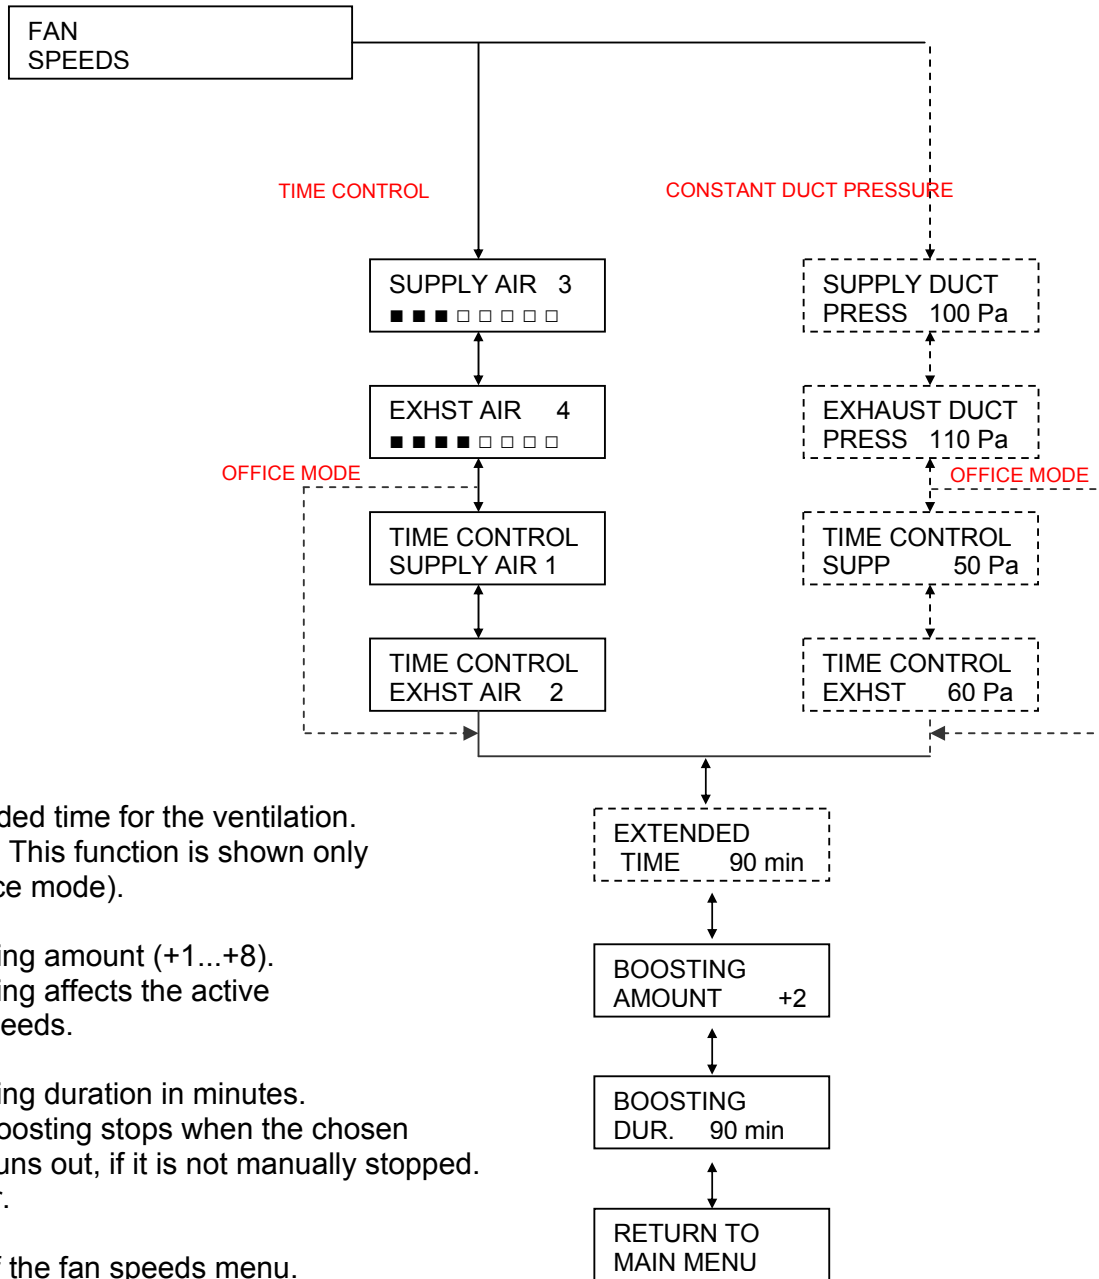 FAN
SPEEDS
TIME CONTROL
CONSTANT DUCT PRESSURE
SUPPLY AIR 3
■ ■ ■ □ □ □ □ □
SUPPLY DUCT
PRESS 100 Pa
EXHST AIR 4
■ ■ ■ ■ □ □ □ □
EXHAUST DUCT
PRESS 110 Pa
OFFICE MODE
OFFICE MODE
TIME CONTROL
SUPPLY AIR 1
TIME CONTROL
SUPP 50 Pa
TIME CONTROL
EXHST AIR 2
TIME CONTROL
EXHST 60 Pa
ded time for the ventilation.
This function is shown only
ce mode).
EXTENDED
TIME 90 min
ing amount (+1...+8).
ing affects the active
eeds.
BOOSTING
AMOUNT +2
ing duration in minutes.
oosting stops when the chosen
uns out, if it is not manually stopped.
r.
BOOSTING
DUR. 90 min
f the fan speeds menu.
RETURN TO
MAIN MENU